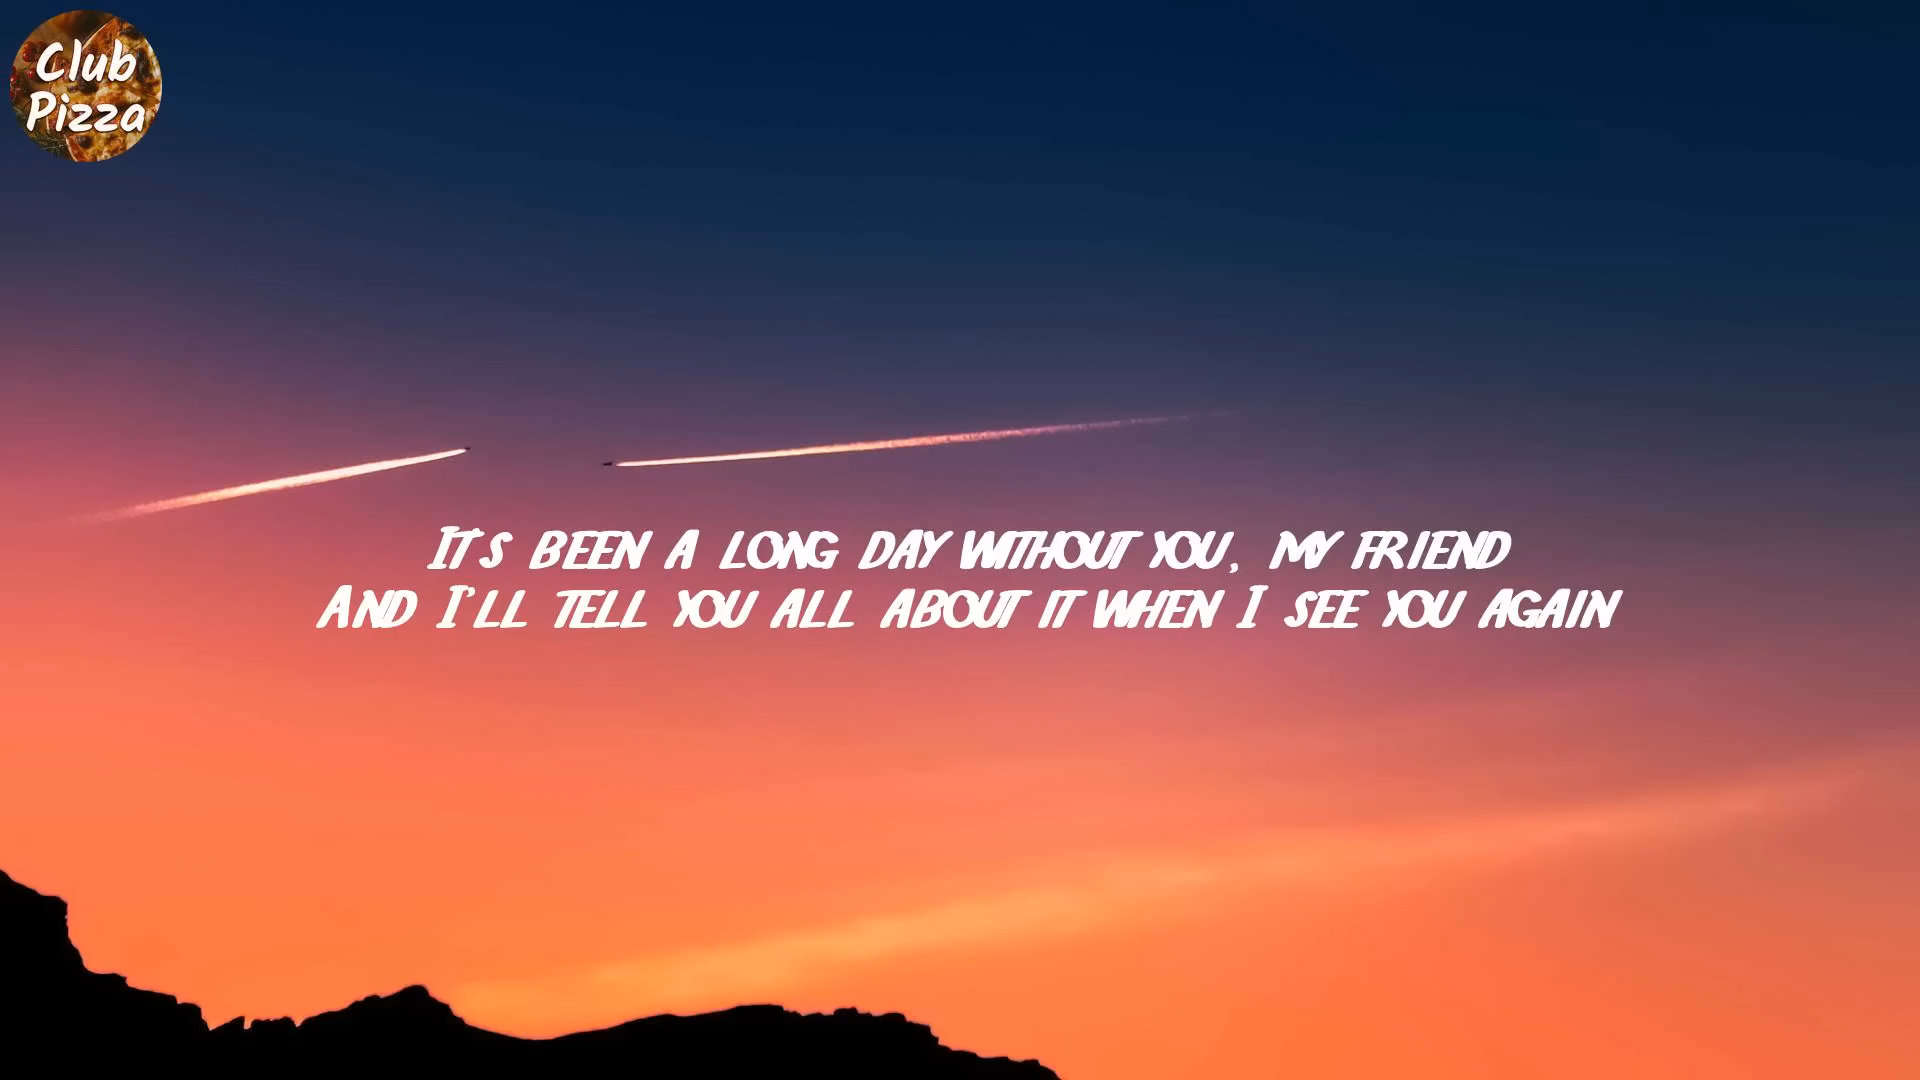 Club
Pizza
IT'S BEEN A LONG DAY WITHOUT YOU, MY FRIEND
AND I'LL TELL YOU ALL ABOUT IT WHEN I SEE YOU AGAIN